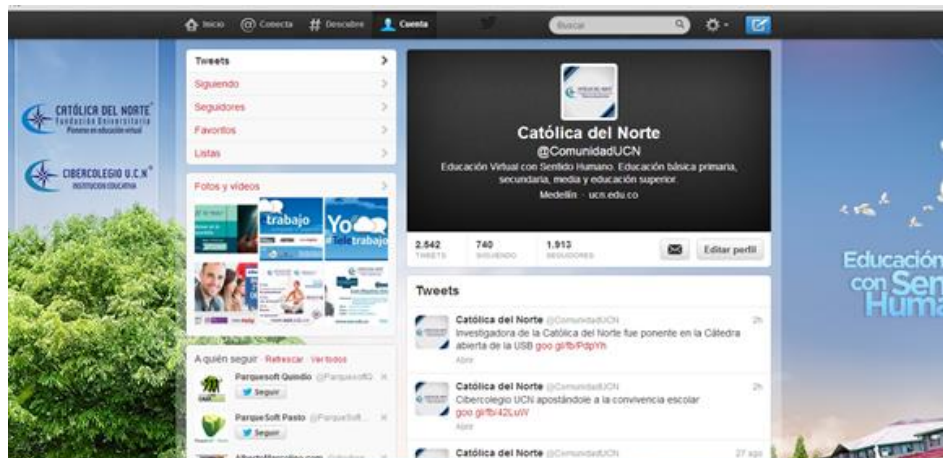 Inicio
Conecta
Descubre
Cuenta
Buscar
CATÓLICA DEL NORTE
Fundación Universitaria
Pioneros en educación virtual
CIBERCOLEGIO U.C.N
INSTITUCIÓN EDUCATIVA
Tweets
Siguiendo
Seguidores
Favoritos
Listas
Fotos y vídeos
trabajo
Yo
#Teletrabajo
A quién seguir · Refrescar · Ver todos
Parquesoft Quindío @ParquesoftQ
Seguir
ParqueSoft Pasto @ParqueSoft...
Seguir
Católica del Norte
@ComunidadUCN
Educación Virtual con Sentido Humano. Educación básica primaria,
secundaria, media y educación superior.
Medellín · ucn.edu.co
2.542
TWEETS
740
SIGUIENDO
1.913
SEGUIDORES
Editar perfil
Tweets
Católica del Norte @ComunidadUCN 2h
Investigadora de la Católica del Norte fue ponente en la Cátedra
abierta de la USB goo.gl/fb/PdpYh
Abrir
Católica del Norte @ComunidadUCN 2h
Cibercolegio UCN apostándole a la convivencia escolar
goo.gl/fb/42LuW
Abrir
Católica del Norte @ComunidadUCN 27 ago
Educación
con Sen
Huma